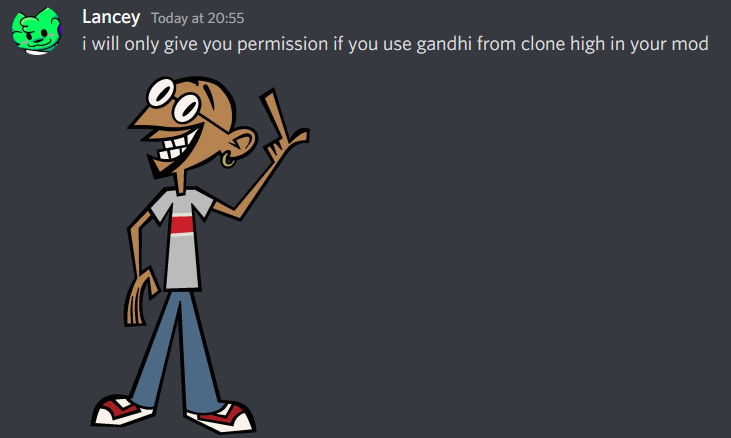 Lancey Today at 20:55
i will only give you permission if you use gandhi from clone high in your mod